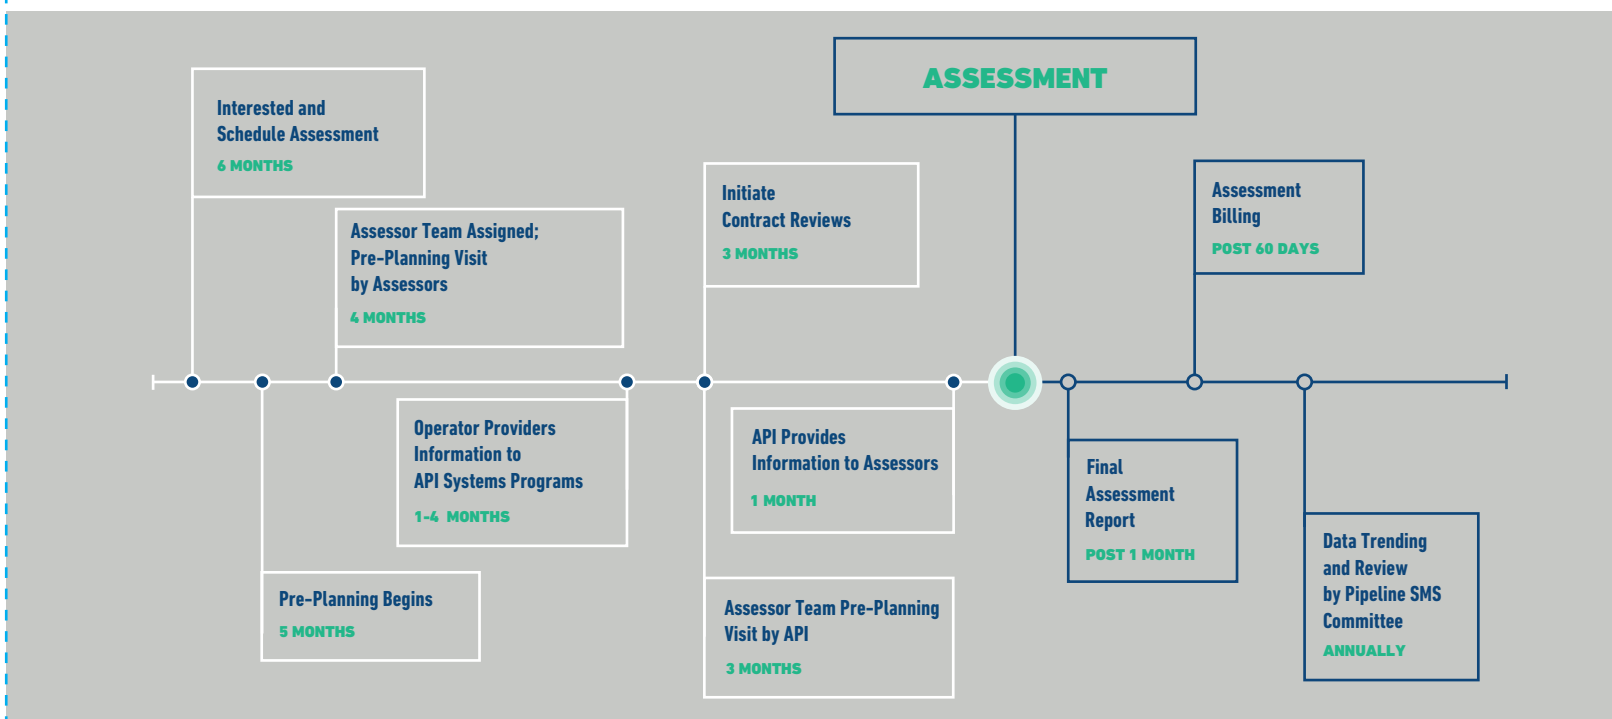 ASSESSMENT
Interested and
Schedule Assessment
6 MONTHS
Pre-Planning Begins
5 MONTHS
Assessor Team Assigned;
Pre-Planning Visit
by Assessors
4 MONTHS
Operator Providers
Information to
API Systems Programs
1-4 MONTHS
Initiate
Contract Reviews
3 MONTHS
Assessor Team Pre-Planning
Visit by API
3 MONTHS
API Provides
Information to Assessors
1 MONTH
Final
Assessment
Report
POST 1 MONTH
Assessment
Billing
POST 60 DAYS
Data Trending
and Review
by Pipeline SMS
Committee
ANNUALLY